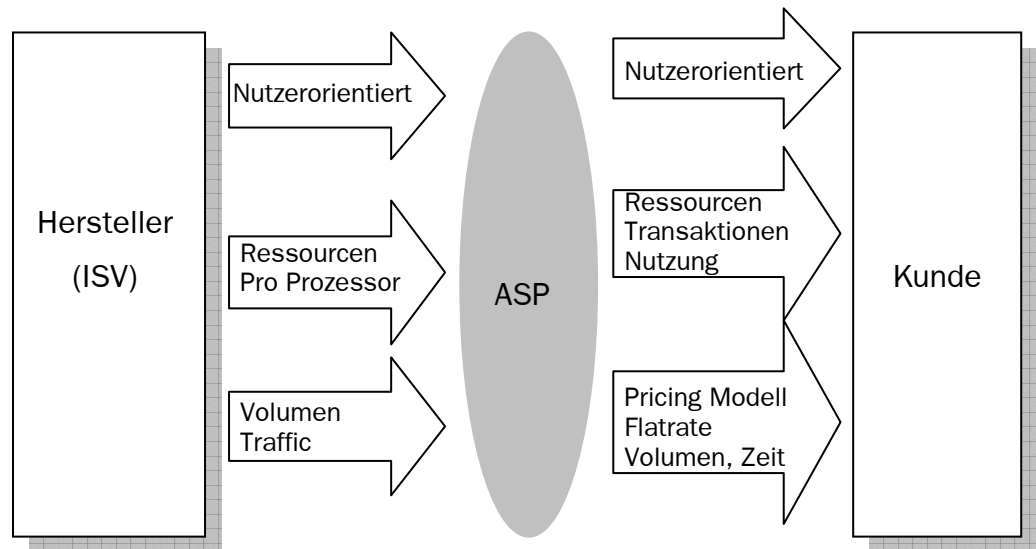 Hersteller
(ISV)
Nutzerorientiert
Ressourcen
Pro Prozessor
Volumen
Traffic
ASP
Nutzerorientiert
Ressourcen
Transaktionen
Nutzung
Pricing Modell
Flatrate
Volumen, Zeit
Kunde